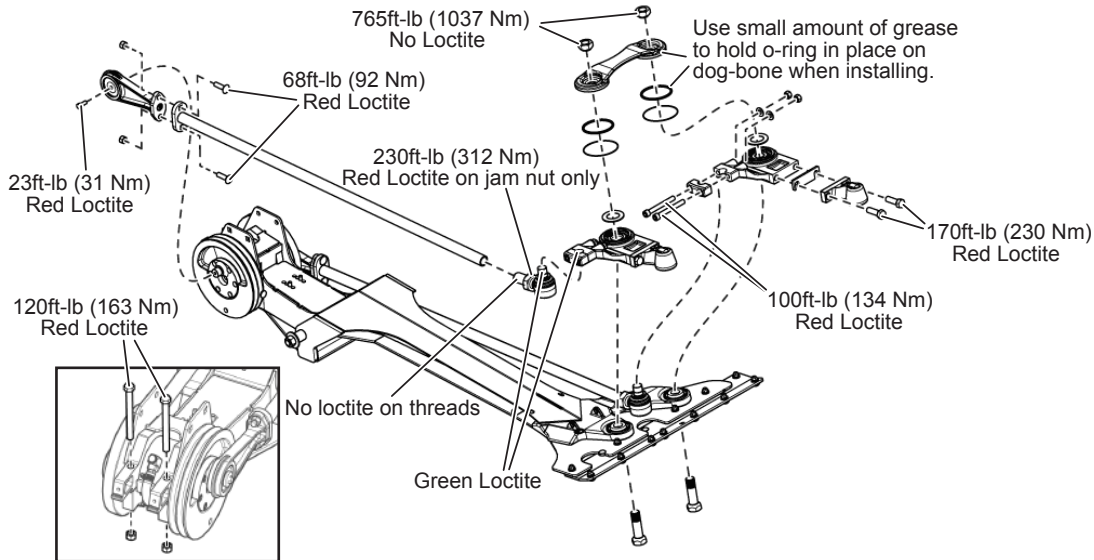 765ft-lb (1037 Nm)
No Loctite
Use small amount of grease
to hold o-ring in place on
dog-bone when installing.
68ft-lb (92 Nm)
Red Loctite
230ft-lb (312 Nm)
Red Loctite on jam nut only
23ft-lb (31 Nm)
Red Loctite
170ft-lb (230 Nm)
Red Loctite
100ft-lb (134 Nm)
Red Loctite
120ft-lb (163 Nm)
Red Loctite
No loctite on threads
Green Loctite